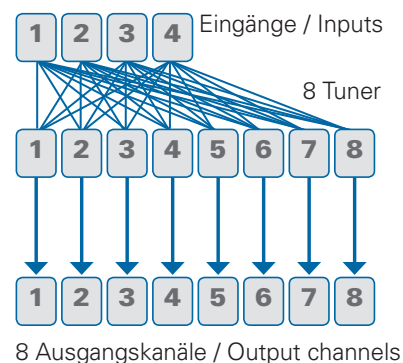 1 2 3 4 Eingänge / Inputs
8 Tuner
1 2 3 4 5 6 7 8
1 2 3 4 5 6 7 8
8 Ausgangskanäle / Output channels